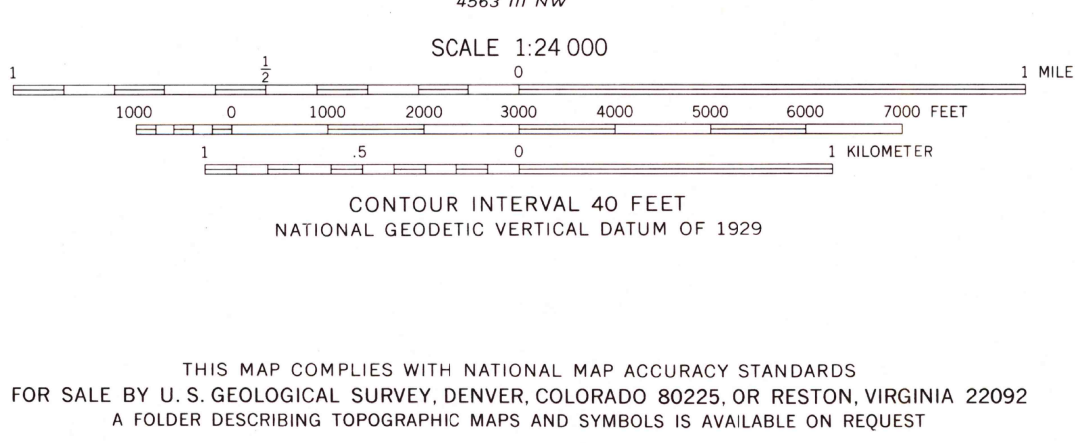 4563 III NW
SCALE 1:24 000
1 1/2 0 1 MILE
1000 0 1000 2000 3000 4000 5000 6000 7000 FEET
1 .5 0 1 KILOMETER
CONTOUR INTERVAL 40 FEET
NATIONAL GEODETIC VERTICAL DATUM OF 1929
THIS MAP COMPLIES WITH NATIONAL MAP ACCURACY STANDARDS
FOR SALE BY U. S. GEOLOGICAL SURVEY, DENVER, COLORADO 80225, OR RESTON, VIRGINIA 22092
A FOLDER DESCRIBING TOPOGRAPHIC MAPS AND SYMBOLS IS AVAILABLE ON REQUEST